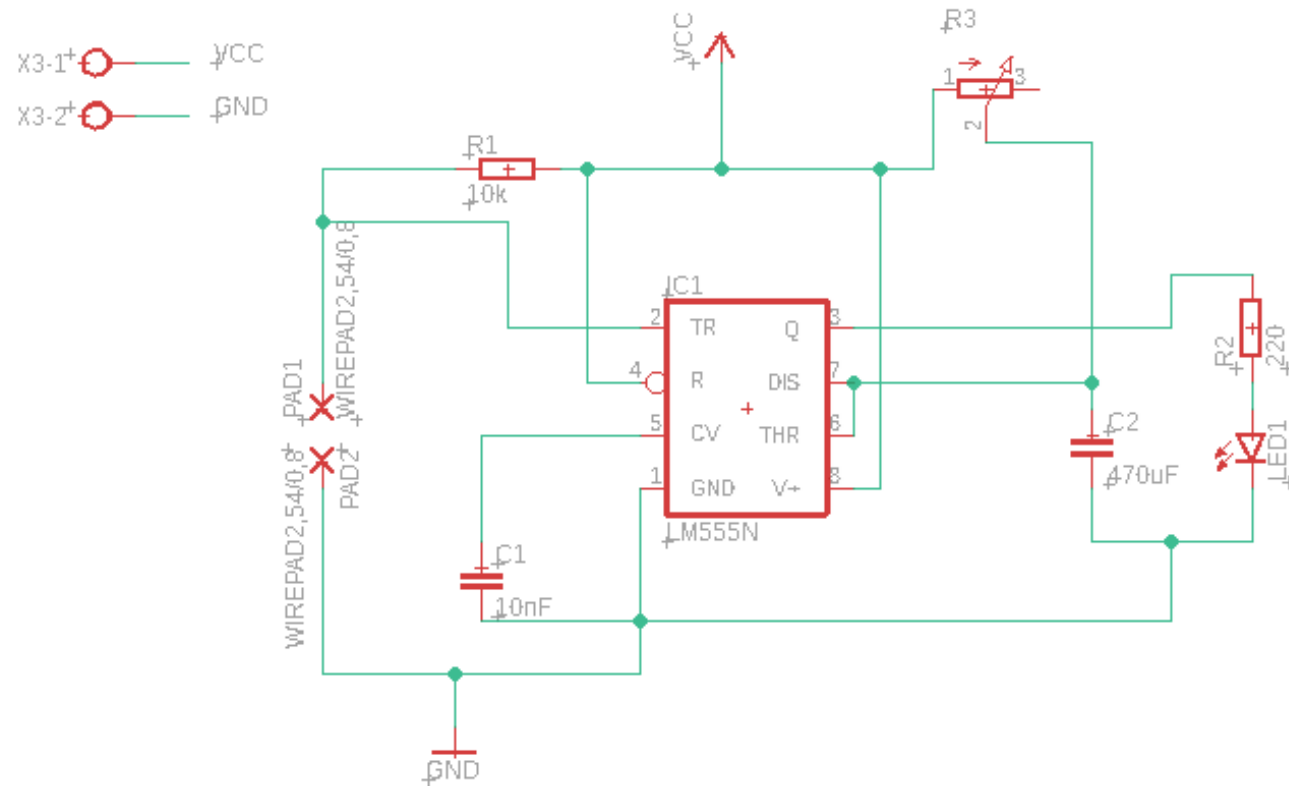 X3-1
VCC
X3-2
GND
VCC
R3
1
3
2
R1
10k
PAD1
WIREPAD2,54/0,8
WIREPAD2,54/0,8
PAD2
IC1
2
TR
Q
3
4
R
DIS
7
5
CV
THR
6
1
GND
V+
8
LM555N
C1
10nF
C2
470uF
R2
220
LED1
GND